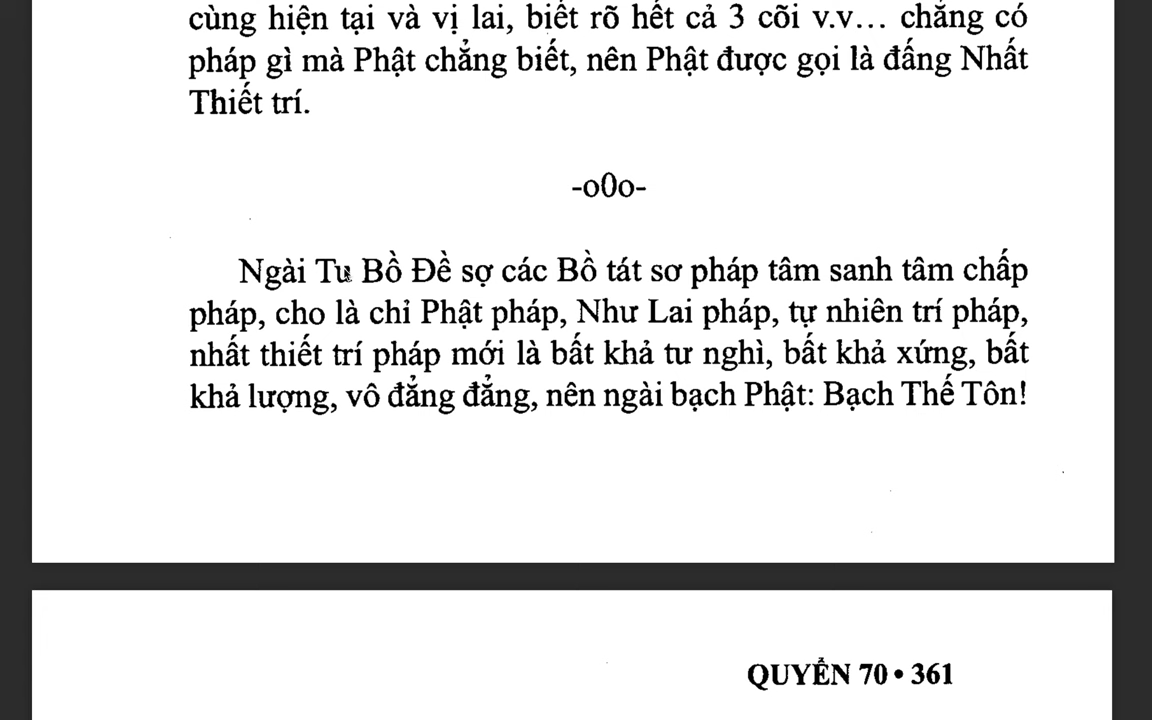 cùng hiện tại và vị lai, biết rõ hết cả 3 cõi v.v... chẳng có
pháp gì mà Phật chẳng biết, nên Phật được gọi là đấng Nhất
Thiết trí.
-o0o-
Ngài Tu Bồ Đề sợ các Bồ tát sơ pháp tâm sanh tâm chấp
pháp, cho là chỉ Phật pháp, Như Lai pháp, tự nhiên trí pháp,
nhất thiết trí pháp mới là bất khả tư nghì, bất khả xứng, bất
khả lượng, vô đẳng đẳng, nên ngài bạch Phật: Bạch Thế Tôn!
QUYỂN 70 • 361